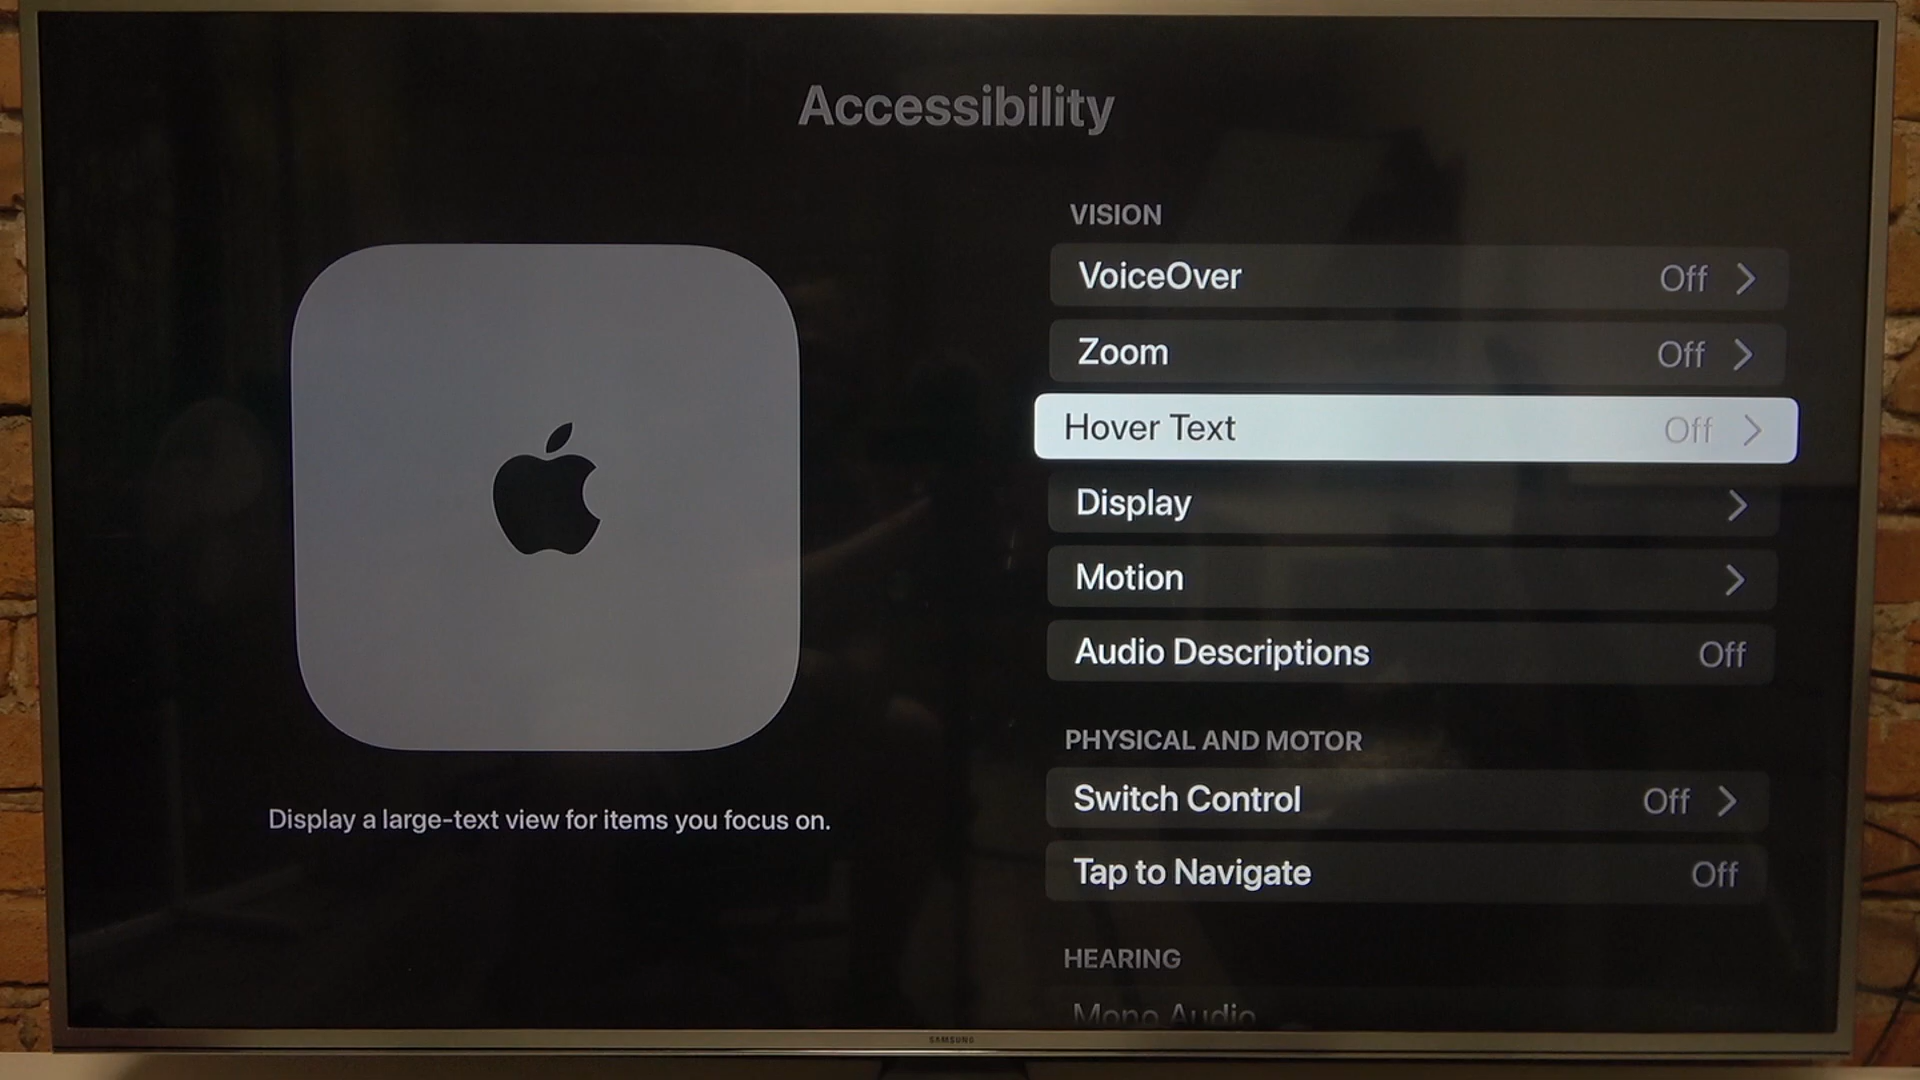 Accessibility
VISION
VoiceOver Off
Zoom Off
Hover Text Off
Display
Motion
Audio Descriptions Off
PHYSICAL AND MOTOR
Switch Control Off
Tap to Navigate Off
HEARING
Mono Audio
Display a large-text view for items you focus on.
SAMSUNG